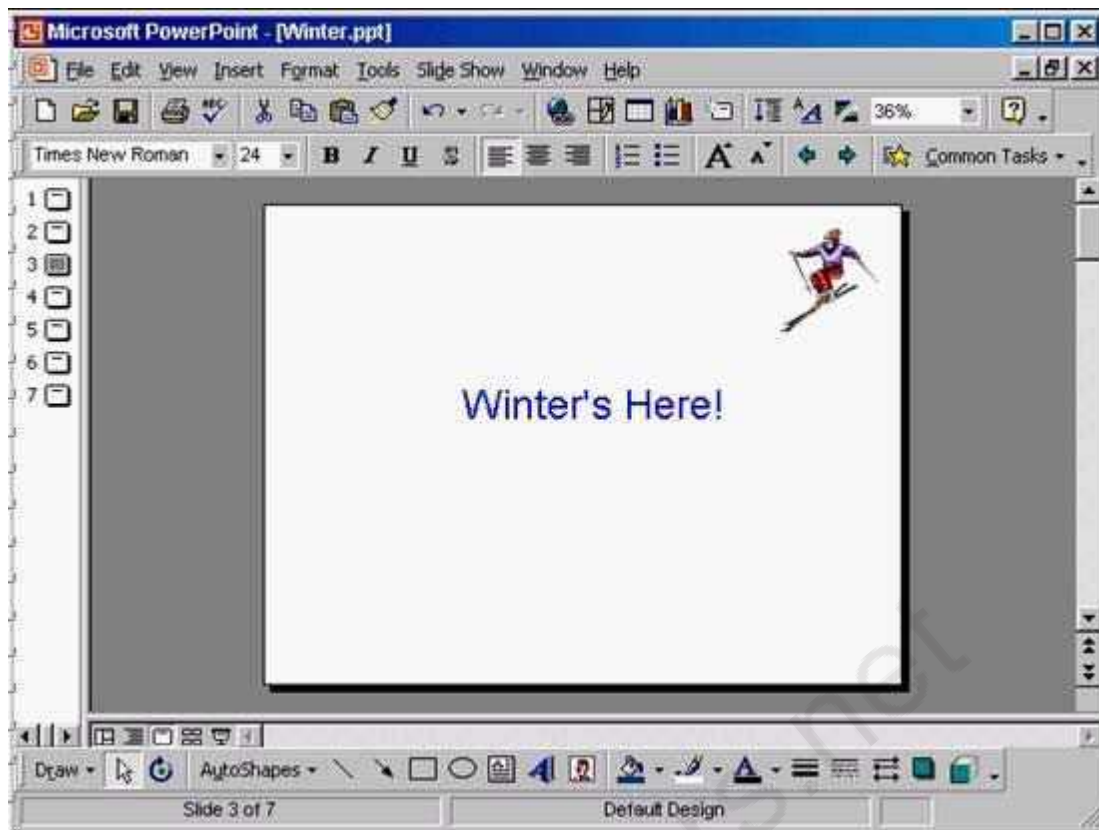 Microsoft PowerPoint - [Winter.ppt]
File Edit View Insert Format Tools Slide Show Window Help
36%
Times New Roman 24 B I U S A A Common Tasks
1
2
3
4
5
6
7
Winter's Here!
Draw AutoShapes A A
Slide 3 of 7 Default Design